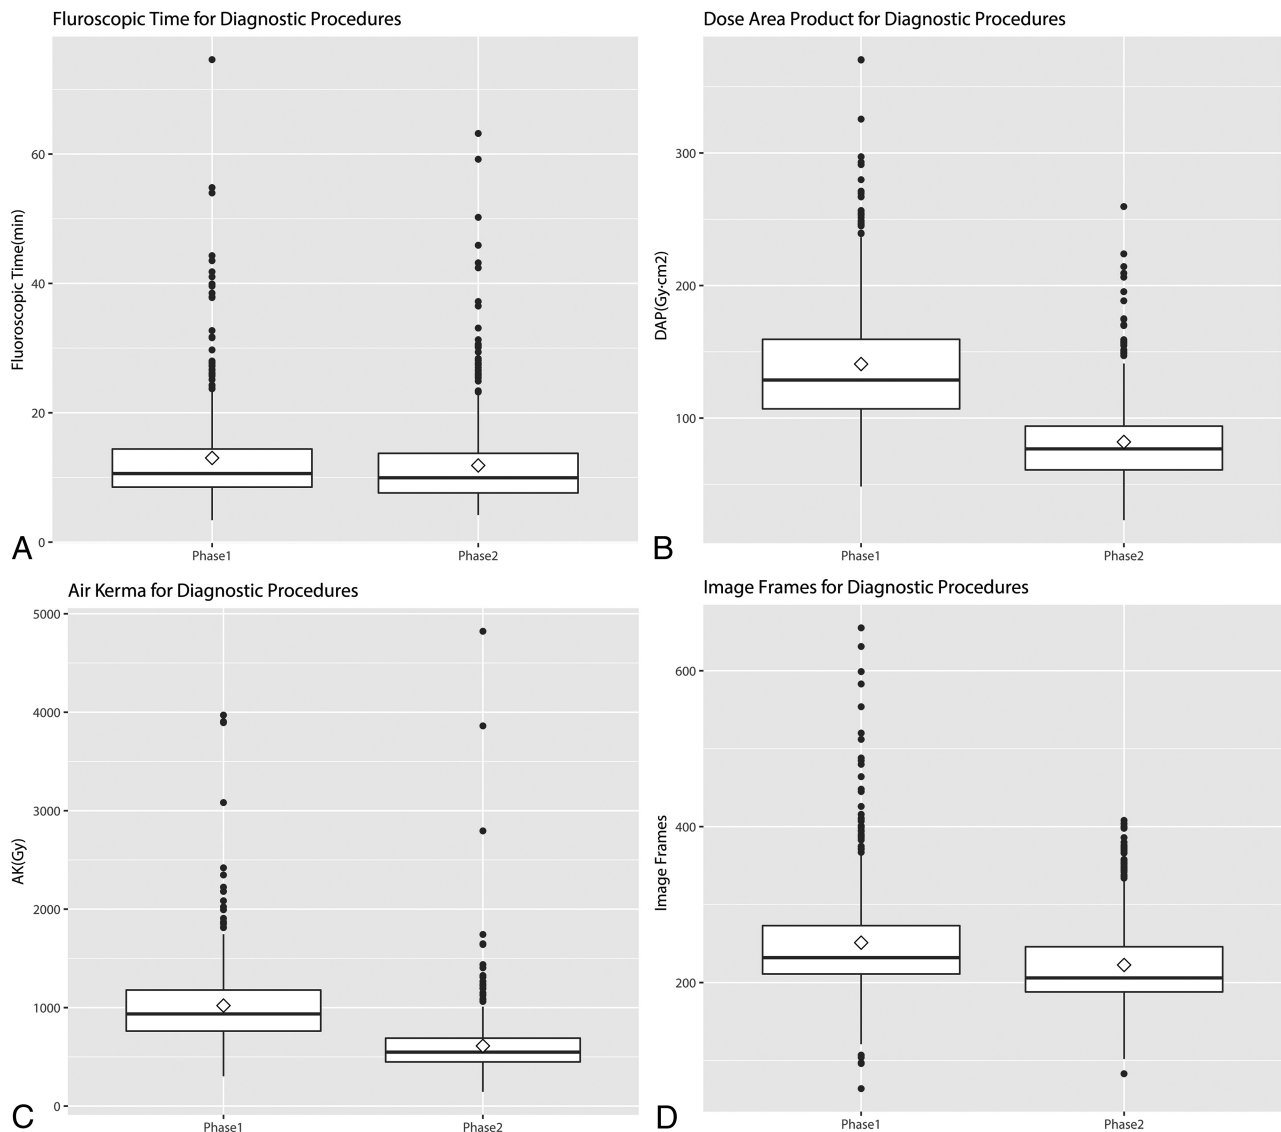 Fluroscopic Time for Diagnostic Procedures
Fluoroscopic Time(min)
60
40
20
0
Phase1
Phase2
A
Dose Area Product for Diagnostic Procedures
DAP(Gy·cm2)
300
200
100
Phase1
Phase2
B
Air Kerma for Diagnostic Procedures
AK(Gy)
5000
4000
3000
2000
1000
0
Phase1
Phase2
C
Image Frames for Diagnostic Procedures
Image Frames
600
400
200
Phase1
Phase2
D